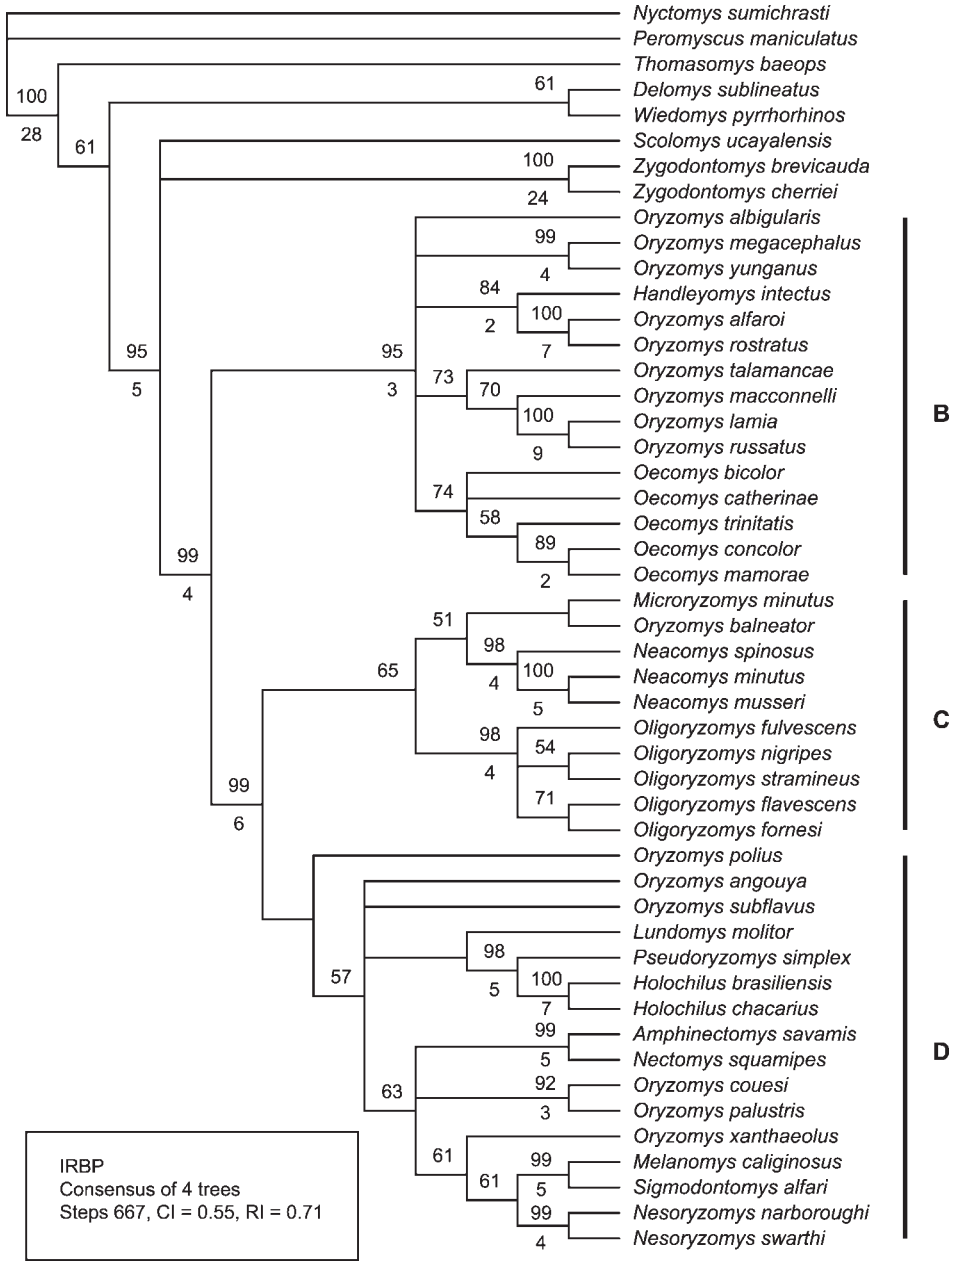 Nyctomys sumichrasti
Peromyscus maniculatus
Thomasomys baeops
61 Delomys sublineatus
100
28
Wiedomys pyrrhorhinos
61
Scolomys ucayalensis
100 Zygodontomys brevicauda
24 Zygodontomys cherriei
Oryzomys albigularis
99 Oryzomys megacephalus
4 Oryzomys yunganus
84 Handleyomys intectus
2 100 Oryzomys alfaroi
7 Oryzomys rostratus
95
5
95
3
73 Oryzomys talamancae
70 Oryzomys macconnelli
100 Oryzomys lamia
9 Oryzomys russatus
B
74 Oecomys bicolor
Oecomys catherinae
58 Oecomys trinitatis
89 Oecomys concolor
2 Oecomys mamorae
99
4
Microryzomys minutus
51 Oryzomys balneator
98 Neacomys spinosus
4 100 Neacomys minutus
5 Neacomys musseri
65
C
98 Oligoryzomys fulvescens
4 54 Oligoryzomys nigripes
Oligoryzomys stramineus
71 Oligoryzomys flavescens
Oligoryzomys fornesi
99
6
Oryzomys polius
Oryzomys angouya
Oryzomys subflavus
Lundomys molitor
98 Pseudoryzomys simplex
5 100 Holochilus brasiliensis
7 Holochilus chacarius
57
99 Amphinectomys savamis
5 Nectomys squamipes
D
63
92 Oryzomys couesi
3 Oryzomys palustris
Oryzomys xanthaeolus
61 99 Melanomys caliginosus
61 5 Sigmodontomys alfari
99 Nesoryzomys narboroughi
4 Nesoryzomys swarthi
IRBP
Consensus of 4 trees
Steps 667, CI = 0.55, RI = 0.71